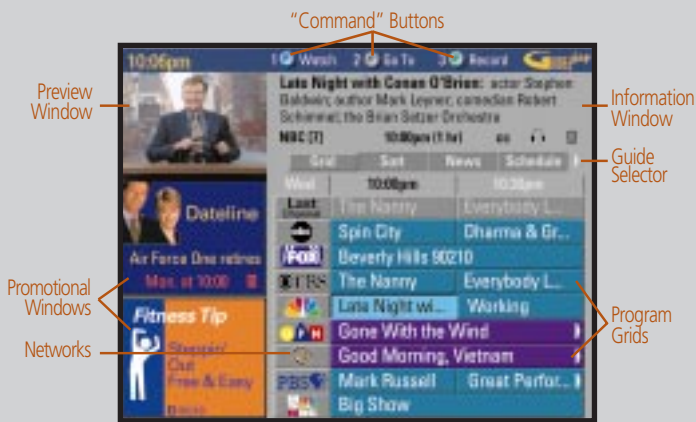 “Command” Buttons
10:06pm
1 Watch 2 Go To 3 Record
Preview
Window
Late Night with Conan O'Brien: actor Stephen
Baldwin; author Mark Leyner; comedian Robert
Schimmel; the Brian Setzer Orchestra
NBC [7] 10:00pm (1 hr)
Information
Window
Grid Sort News Schedule
Guide
Selector
Wed 10:00pm 10:30pm
Last The Nanny Everybody L...
Dateline
abc Spin City Dharma & Gr...
Air Force One retires
FOX Beverly Hills 90210
Mon. at 10:00
CBS The Nanny Everybody L...
Promotional
Windows
Late Night wi... Working
Program
Grids
Fitness Tip
Gone With the Wind
Networks
Steppin'
Out
Free & Easy
Good Morning, Vietnam
PBS Mark Russell Great Perfor...
Big Show